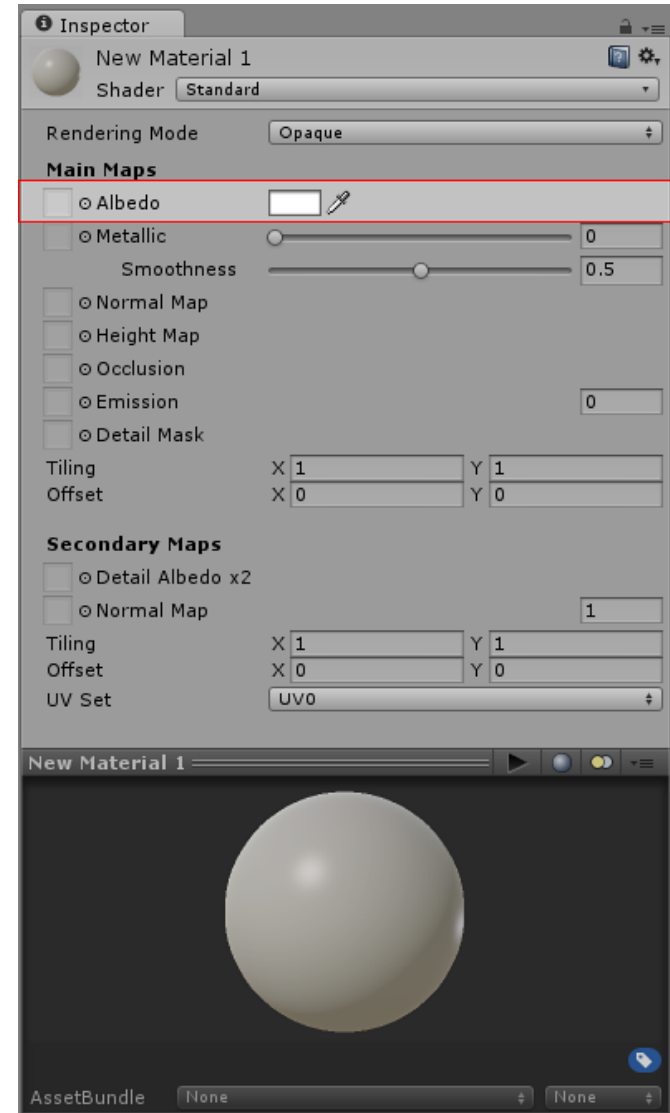 Inspector
New Material 1
Shader Standard
Rendering Mode Opaque
Main Maps
Albedo
Metallic 0
Smoothness 0.5
Normal Map
Height Map
Occlusion
Emission 0
Detail Mask
Tiling X 1 Y 1
Offset X 0 Y 0
Secondary Maps
Detail Albedo x2
Normal Map 1
Tiling X 1 Y 1
Offset X 0 Y 0
UV Set UV0
New Material 1
AssetBundle None None